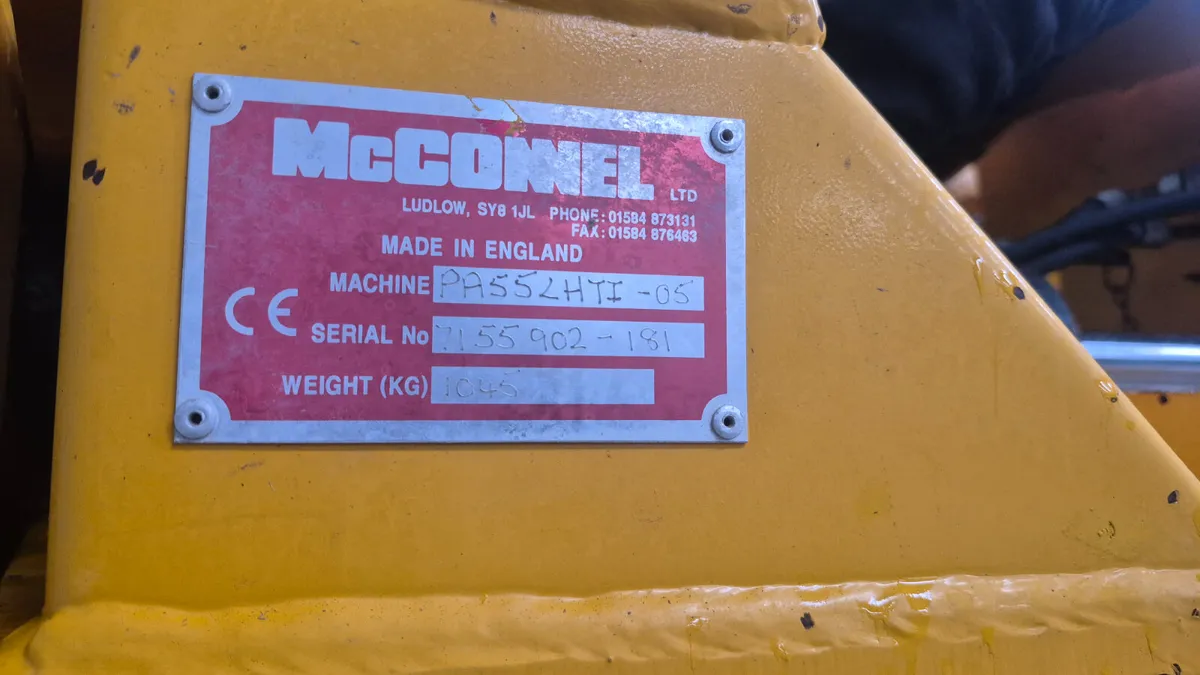 McCONNEL LTD
LUDLOW, SY8 1JL PHONE: 01584 873131
FAX: 01584 876463
MADE IN ENGLAND
MACHINE PA55LHTI-05
CE
SERIAL No 7155902-181
WEIGHT (KG) 1045